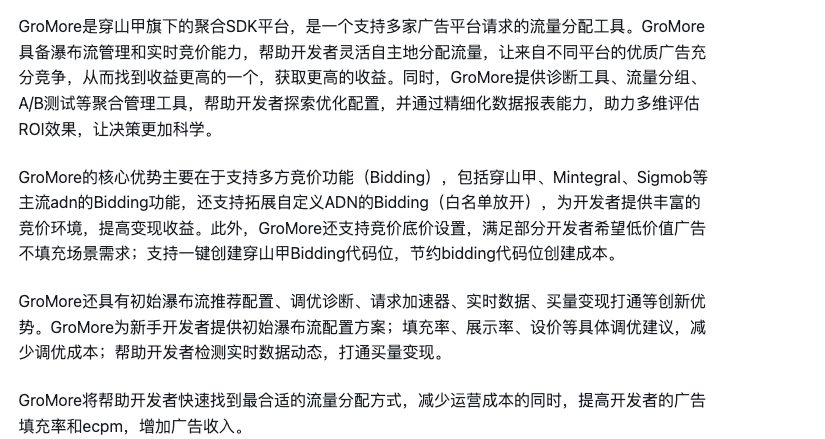 GroMore是穿山甲旗下的聚合SDK平台，是一个支持多家广告平台请求的流量分配工具。GroMore
具备瀑布流管理和实时竞价能力，帮助开发者灵活自主地分配流量，让来自不同平台的优质广告充
分竞争，从而找到收益更高的一个，获取更高的收益。同时，GroMore提供诊断工具、流量分组、
A/B测试等聚合管理工具，帮助开发者探索优化配置，并通过精细化数据报表能力，助力多维评估
ROI效果，让决策更加科学。
GroMore的核心优势主要在于支持多方竞价功能（Bidding），包括穿山甲、Mintegral、Sigmob等
主流adn的Bidding功能，还支持拓展自定义ADN的Bidding（白名单放开），为开发者提供丰富的
竞价环境，提高变现收益。此外，GroMore还支持竞价底价设置，满足部分开发者希望低价值广告
不填充场景需求；支持一键创建穿山甲Bidding代码位，节约bidding代码位创建成本。
GroMore还具有初始瀑布流推荐配置、调优诊断、请求加速器、实时数据、买量变现打通等创新优
势。GroMore为新手开发者提供初始瀑布流配置方案；填充率、展示率、设价等具体调优建议，减
少调优成本；帮助开发者检测实时数据动态，打通买量变现。
GroMore将帮助开发者快速找到最合适的流量分配方式，减少运营成本的同时，提高开发者的广告
填充率和ecpm，增加广告收入。